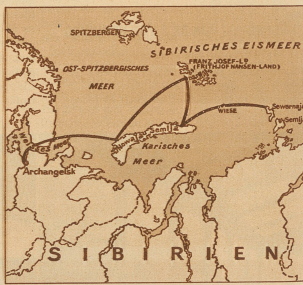 SPITZBERGEN
SIBIRISCHES EISMEER
FRANZ JOSEF-LD
(FRITHJOF NANSEN-LAND)
OST-SPITZBERGISCHES
MEER
WIESE
Sewernaja
Semlja
Nowaja Semlja
Karisches
Meer
Archangelsk
SIBIRIEN